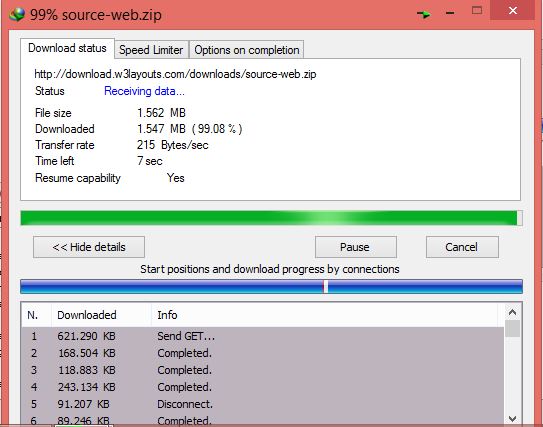 99% source-web.zip
Download status Speed Limiter Options on completion
http://download.w3layouts.com/downloads/source-web.zip
Status Receiving data...
File size 1.562 MB
Downloaded 1.547 MB ( 99.08 % )
Transfer rate 215 Bytes/sec
Time left 7 sec
Resume capability Yes
<< Hide details Pause Cancel
Start positions and download progress by connections
N. Downloaded Info
1 621.290 KB Send GET...
2 168.504 KB Completed.
3 118.883 KB Completed.
4 243.134 KB Completed.
5 91.207 KB Disconnect.
6 89.246 KB Completed.